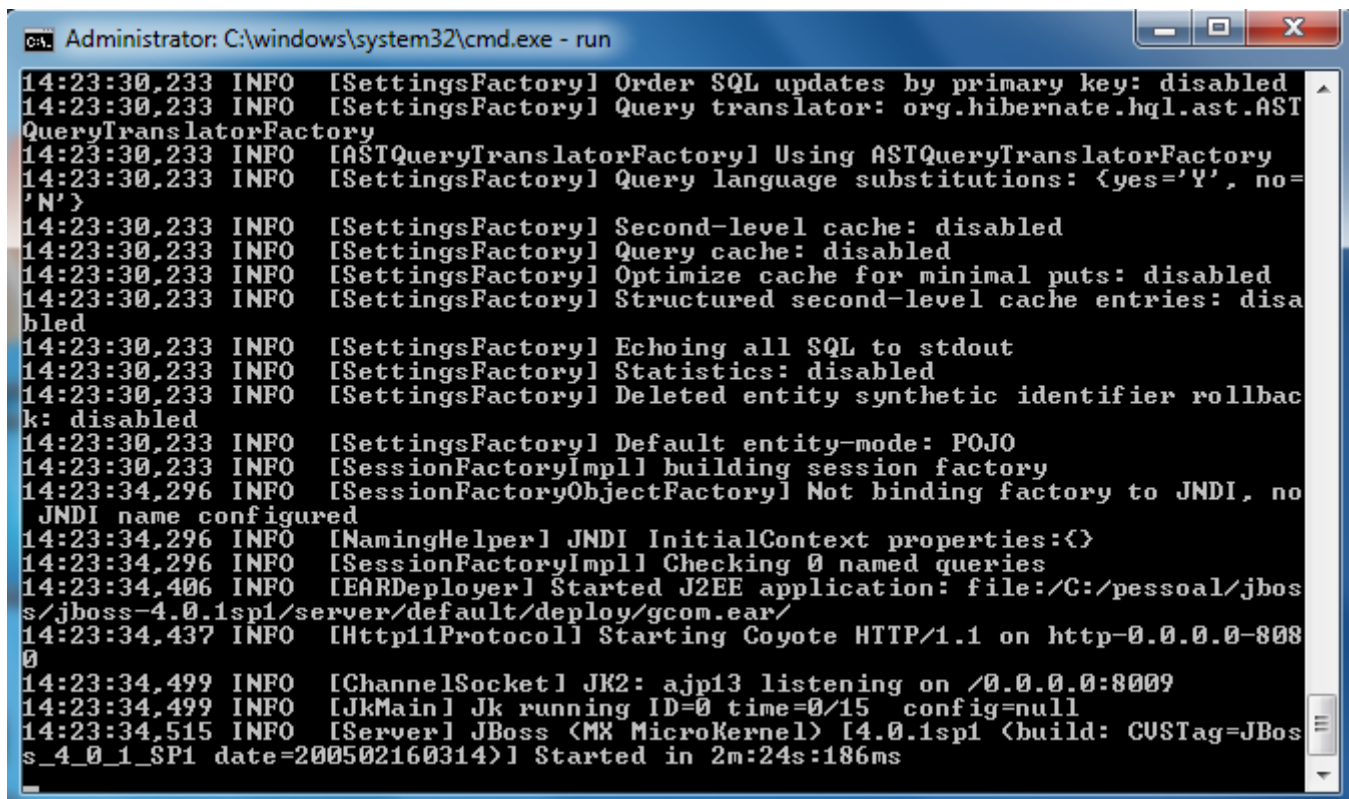 Administrator: C:\windows\system32\cmd.exe - run
14:23:30,233 INFO  [SettingsFactory] Order SQL updates by primary key: disabled
14:23:30,233 INFO  [SettingsFactory] Query translator: org.hibernate.hql.ast.AST
QueryTranslatorFactory
14:23:30,233 INFO  [ASTQueryTranslatorFactory] Using ASTQueryTranslatorFactory
14:23:30,233 INFO  [SettingsFactory] Query language substitutions: {yes='Y', no=
'N'}
14:23:30,233 INFO  [SettingsFactory] Second-level cache: disabled
14:23:30,233 INFO  [SettingsFactory] Query cache: disabled
14:23:30,233 INFO  [SettingsFactory] Optimize cache for minimal puts: disabled
14:23:30,233 INFO  [SettingsFactory] Structured second-level cache entries: disa
bled
14:23:30,233 INFO  [SettingsFactory] Echoing all SQL to stdout
14:23:30,233 INFO  [SettingsFactory] Statistics: disabled
14:23:30,233 INFO  [SettingsFactory] Deleted entity synthetic identifier rollbac
k: disabled
14:23:30,233 INFO  [SettingsFactory] Default entity-mode: POJO
14:23:30,233 INFO  [SessionFactoryImpl] building session factory
14:23:34,296 INFO  [SessionFactoryObjectFactory] Not binding factory to JNDI, no
 JNDI name configured
14:23:34,296 INFO  [NamingHelper] JNDI InitialContext properties:{}
14:23:34,296 INFO  [SessionFactoryImpl] Checking 0 named queries
14:23:34,406 INFO  [EARDeployer] Started J2EE application: file:/C:/pessoal/jbos
s/jboss-4.0.1sp1/server/default/deploy/gcom.ear/
14:23:34,437 INFO  [Http11Protocol] Starting Coyote HTTP/1.1 on http-0.0.0.0-808
0
14:23:34,499 INFO  [ChannelSocket] JK2: ajp13 listening on /0.0.0.0:8009
14:23:34,499 INFO  [JkMain] Jk running ID=0 time=0/15  config=null
14:23:34,515 INFO  [Server] JBoss (MX MicroKernel) [4.0.1sp1 (build: CVSTag=JBos
s_4_0_1_SP1 date=200502160314)] Started in 2m:24s:186ms